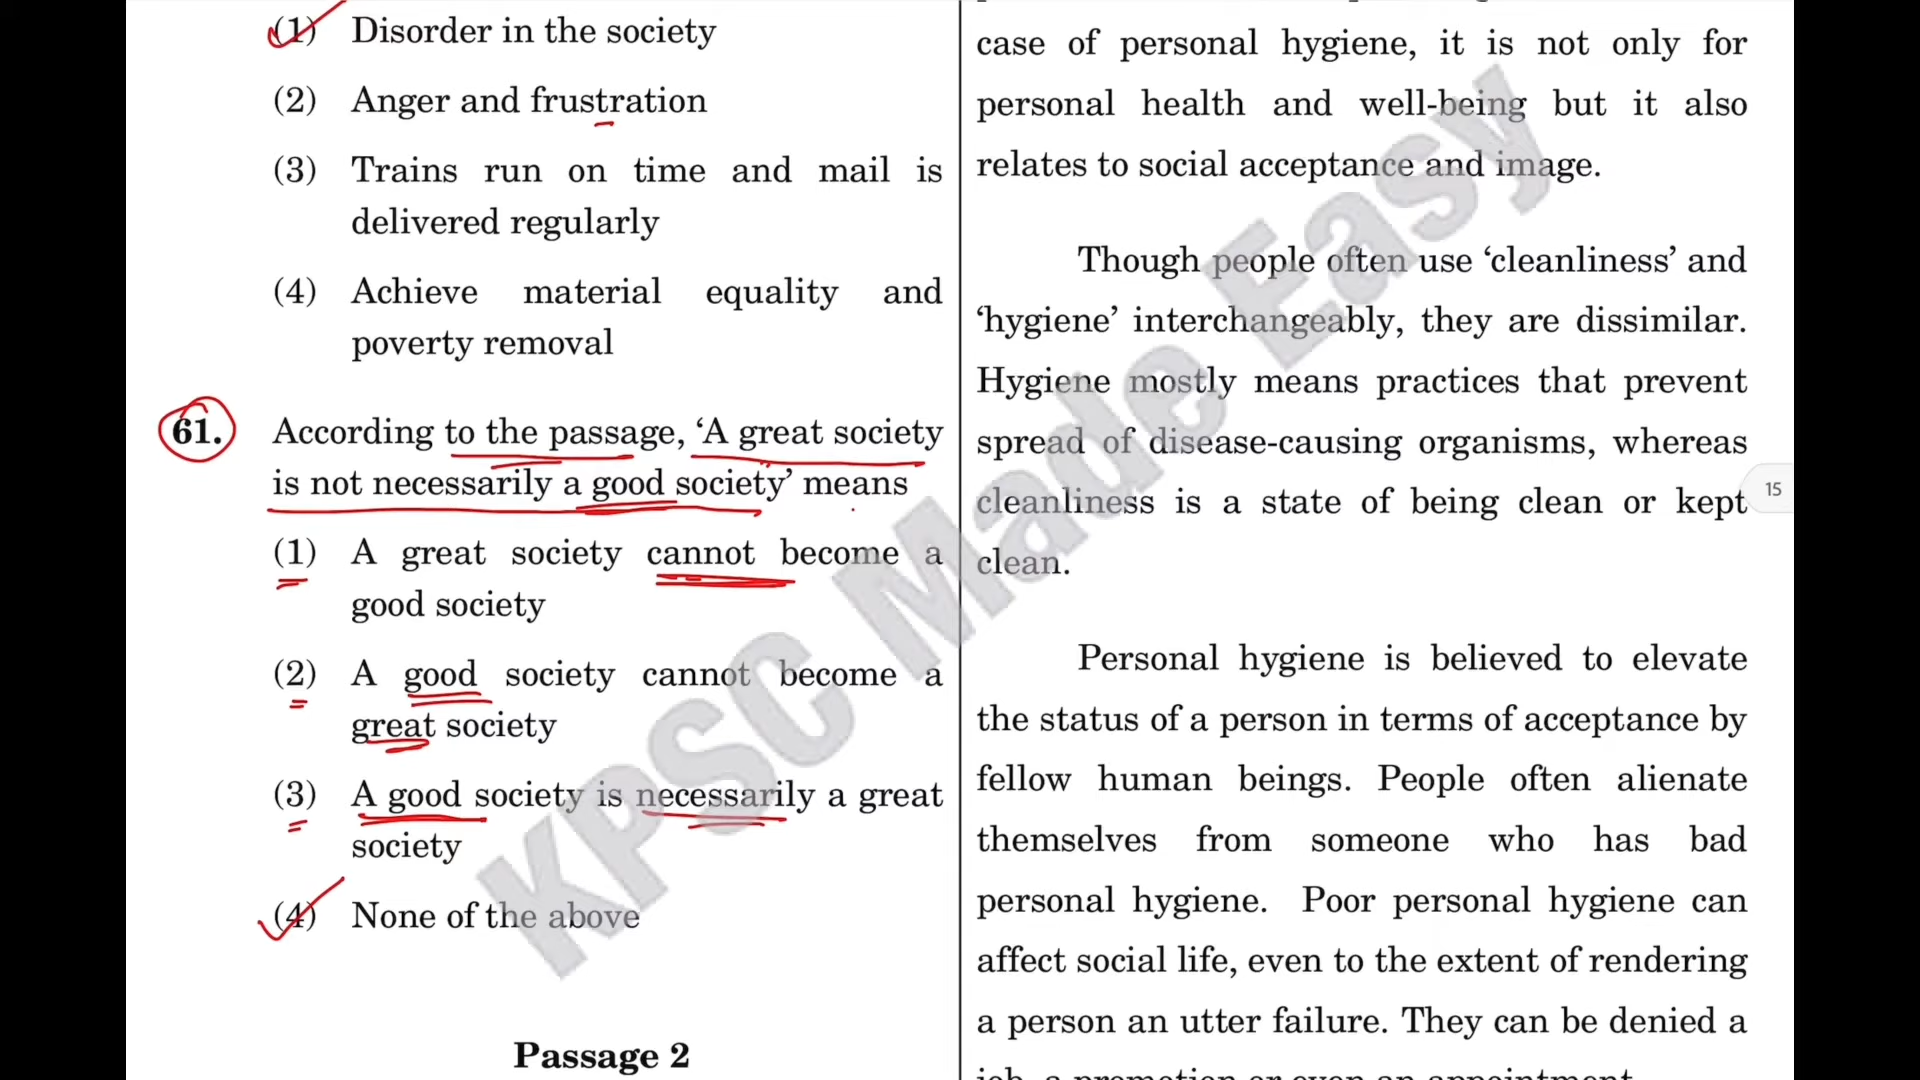 (1) Disorder in the society
(2) Anger and frustration
(3) Trains run on time and mail is
delivered regularly
(4) Achieve material equality and
poverty removal
61. According to the passage, ‘A great society
is not necessarily a good society’ means
(1) A great society cannot become a
good society
(2) A good society cannot become a
great society
(3) A good society is necessarily a great
society
(4) None of the above
Passage 2
case of personal hygiene, it is not only for
personal health and well-being but it also
relates to social acceptance and image.
Though people often use ‘cleanliness’ and
‘hygiene’ interchangeably, they are dissimilar.
Hygiene mostly means practices that prevent
spread of disease-causing organisms, whereas
cleanliness is a state of being clean or kept
clean.
Personal hygiene is believed to elevate
the status of a person in terms of acceptance by
fellow human beings. People often alienate
themselves from someone who has bad
personal hygiene. Poor personal hygiene can
affect social life, even to the extent of rendering
a person an utter failure. They can be denied a
job, a promotion or even an appointment
15
KPSC Made Easy